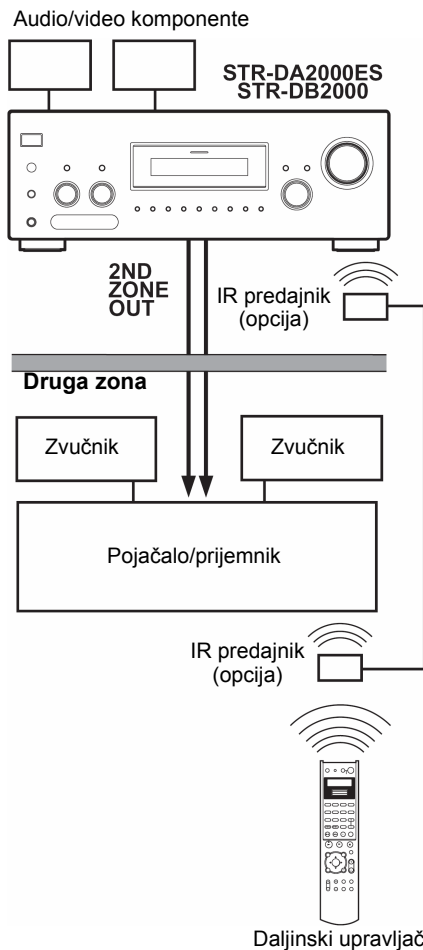 Audio/video komponente
STR-DA2000ES
STR-DB2000
2ND
ZONE
OUT
IR predajnik
(opcija)
Druga zona
Zvučnik
Zvučnik
Pojačalo/prijemnik
IR predajnik
(opcija)
Daljinski upravljač